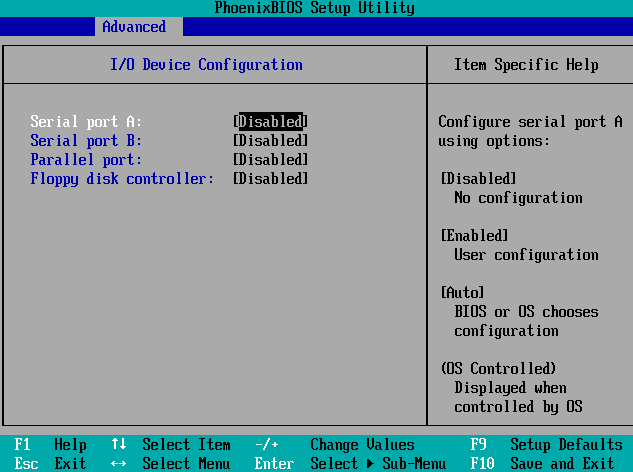 PhoenixBIOS Setup Utility
Advanced
I/O Device Configuration
Serial port A: [Disabled]
Serial port B: [Disabled]
Parallel port: [Disabled]
Floppy disk controller: [Disabled]
Item Specific Help
Configure serial port A
using options:
[Disabled]
No configuration
[Enabled]
User configuration
[Auto]
BIOS or OS chooses
configuration
(OS Controlled)
Displayed when
controlled by OS
F1 Help ↑↓ Select Item -/+ Change Values F9 Setup Defaults
Esc Exit ↔ Select Menu Enter Select ▶ Sub-Menu F10 Save and Exit